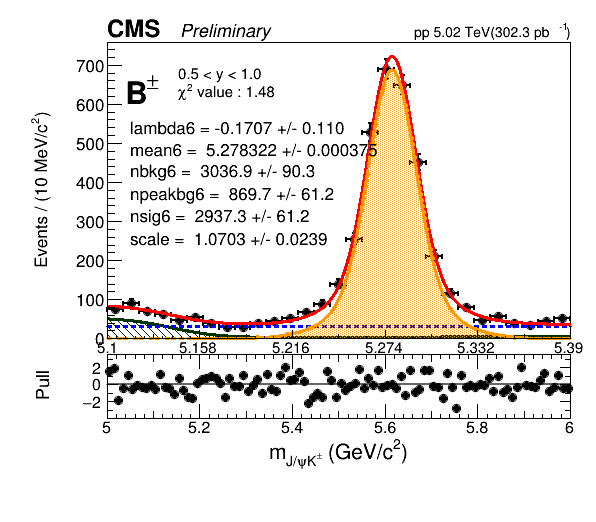 CMS Preliminary pp 5.02 TeV(302.3 pb⁻¹)
Events / (10 MeV/c²)
700
600
500
400
300
200
100
0
B±
0.5 < y < 1.0
χ² value : 1.48
lambda6 = -0.1707 +/- 0.110
mean6 = 5.278322 +/- 0.000375
nbkg6 = 3036.9 +/- 90.3
npeakbg6 = 869.7 +/- 61.2
nsig6 = 2937.3 +/- 61.2
scale = 1.0703 +/- 0.0239
5.1 5.158 5.216 5.274 5.332 5.39
Pull
2
0
−2
5 5.2 5.4 5.6 5.8 6
m_{J/ψK^±} (GeV/c²)